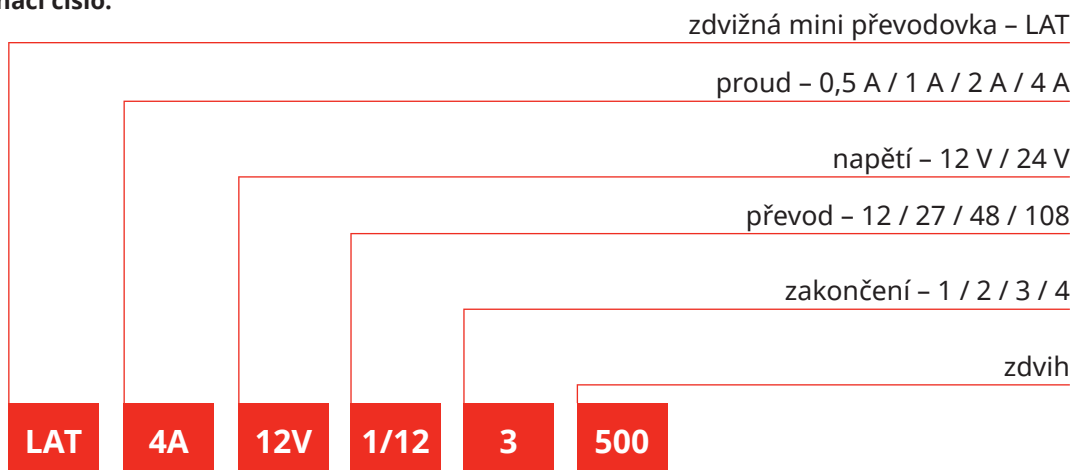 číslo:
zdvižná mini převodovka – LAT
proud – 0,5 A / 1 A / 2 A / 4 A
napětí – 12 V / 24 V
převod – 12 / 27 / 48 / 108
zakončení – 1 / 2 / 3 / 4
zdvih
LAT 4A 12V 1/12 3 500